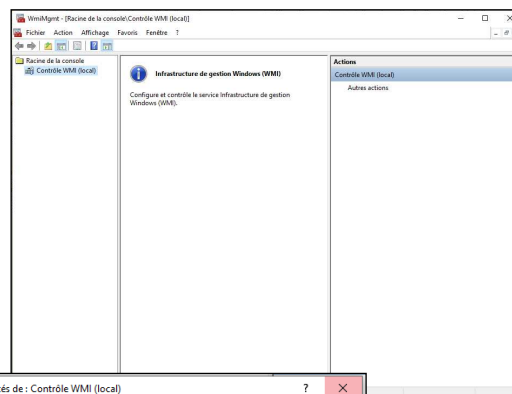 WmiMgmt - [Racine de la console\Contrôle WMI (local)]
Fichier Action Affichage Favoris Fenêtre ?
Racine de la console
Contrôle WMI (local)
Infrastructure de gestion Windows (WMI)
Configure et contrôle le service Infrastructure de gestion
Windows (WMI).
Actions
Contrôle WMI (local)
Autres actions
tés de : Contrôle WMI (local) ?